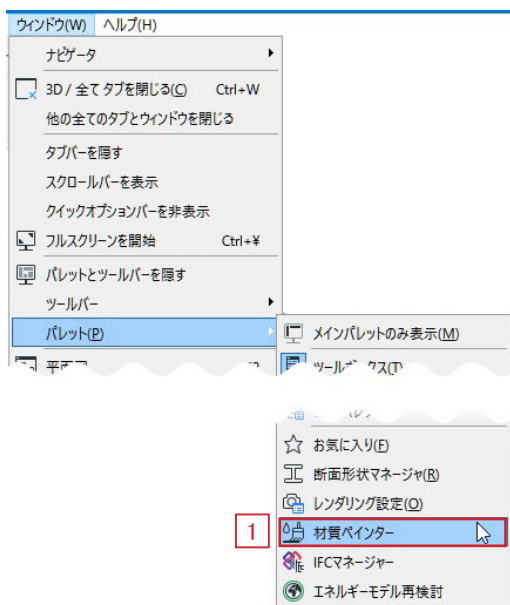 ウィンドウ(W) ヘルプ(H)
ナビゲータ
3D / 全て タブを閉じる(C) Ctrl+W
他の全てのタブとウィンドウを閉じる
タブバーを隠す
スクロールバーを表示
クイックオプションバーを非表示
フルスクリーンを開始 Ctrl+¥
パレットとツールバーを隠す
ツールバー
パレット(P)
メインパレットのみ表示(M)
お気に入り(F)
断面形状マネージャ(R)
レンダリング設定(O)
1 材質ペインター
IFCマネージャー
エネルギーモデル再検討